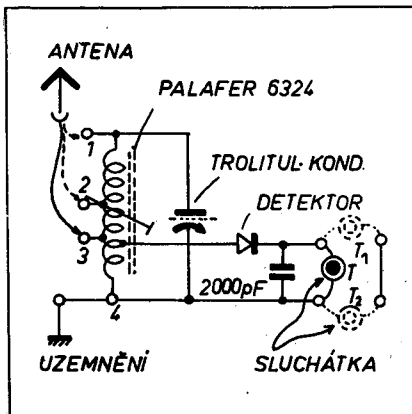 ANTENA
PALAFER 6324
1
TROLITUL·KOND.
2
DETEKTOR
3
T₁
T
2000pF
T₂
4
UZEMNĚNÍ
SLUCHÁTKA